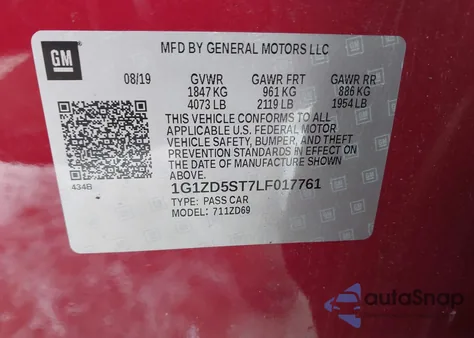 GM
MFD BY GENERAL MOTORS LLC
08/19 GVWR GAWR FRT GAWR RR
1847 KG 961 KG 886 KG
4073 LB 2119 LB 1954 LB
THIS VEHICLE CONFORMS TO ALL
APPLICABLE U.S. FEDERAL MOTOR
VEHICLE SAFETY, BUMPER, AND THEFT
PREVENTION STANDARDS IN EFFECT ON
THE DATE OF MANUFACTURE SHOWN ABOVE.
434B
1G1ZD5ST7LF017761
TYPE: PASS CAR
MODEL: 711ZD69
autoSnap